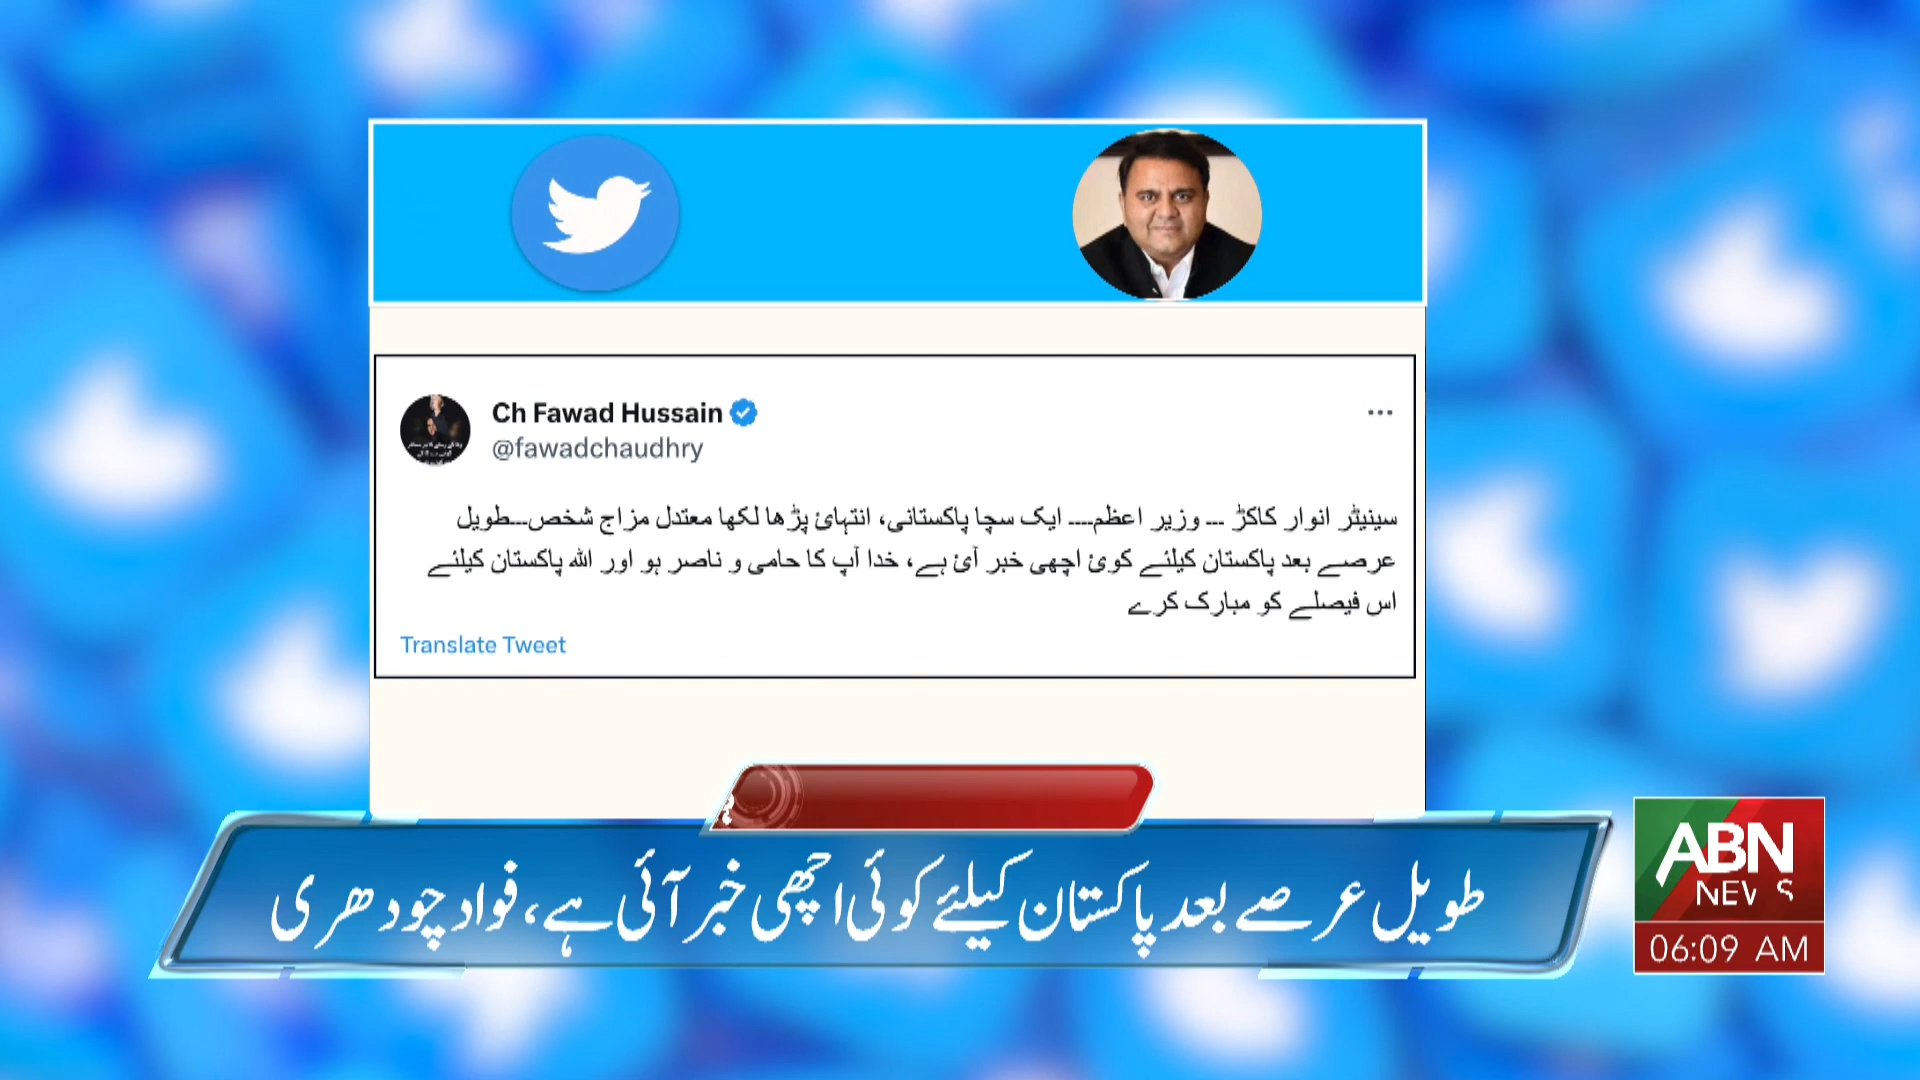 Ch Fawad Hussain
@fawadchaudhry
سینیٹر انوار کاکڑ --- وزیر اعظم---- ایک سچا پاکستانی، انتہائ پڑھا لکھا معتدل مزاج شخص---طویل
عرصے بعد پاکستان کیلئے کوئ اچھی خبر آئ ہے، خدا آپ کا حامی و ناصر ہو اور اللہ پاکستان کیلئے
اس فیصلے کو مبارک کرے
Translate Tweet
طویل عرصے بعد پاکستان کیلئے کوئی اچھی خبر آئی ہے، فواد چودھری
ABN
NEWS
06:09 AM